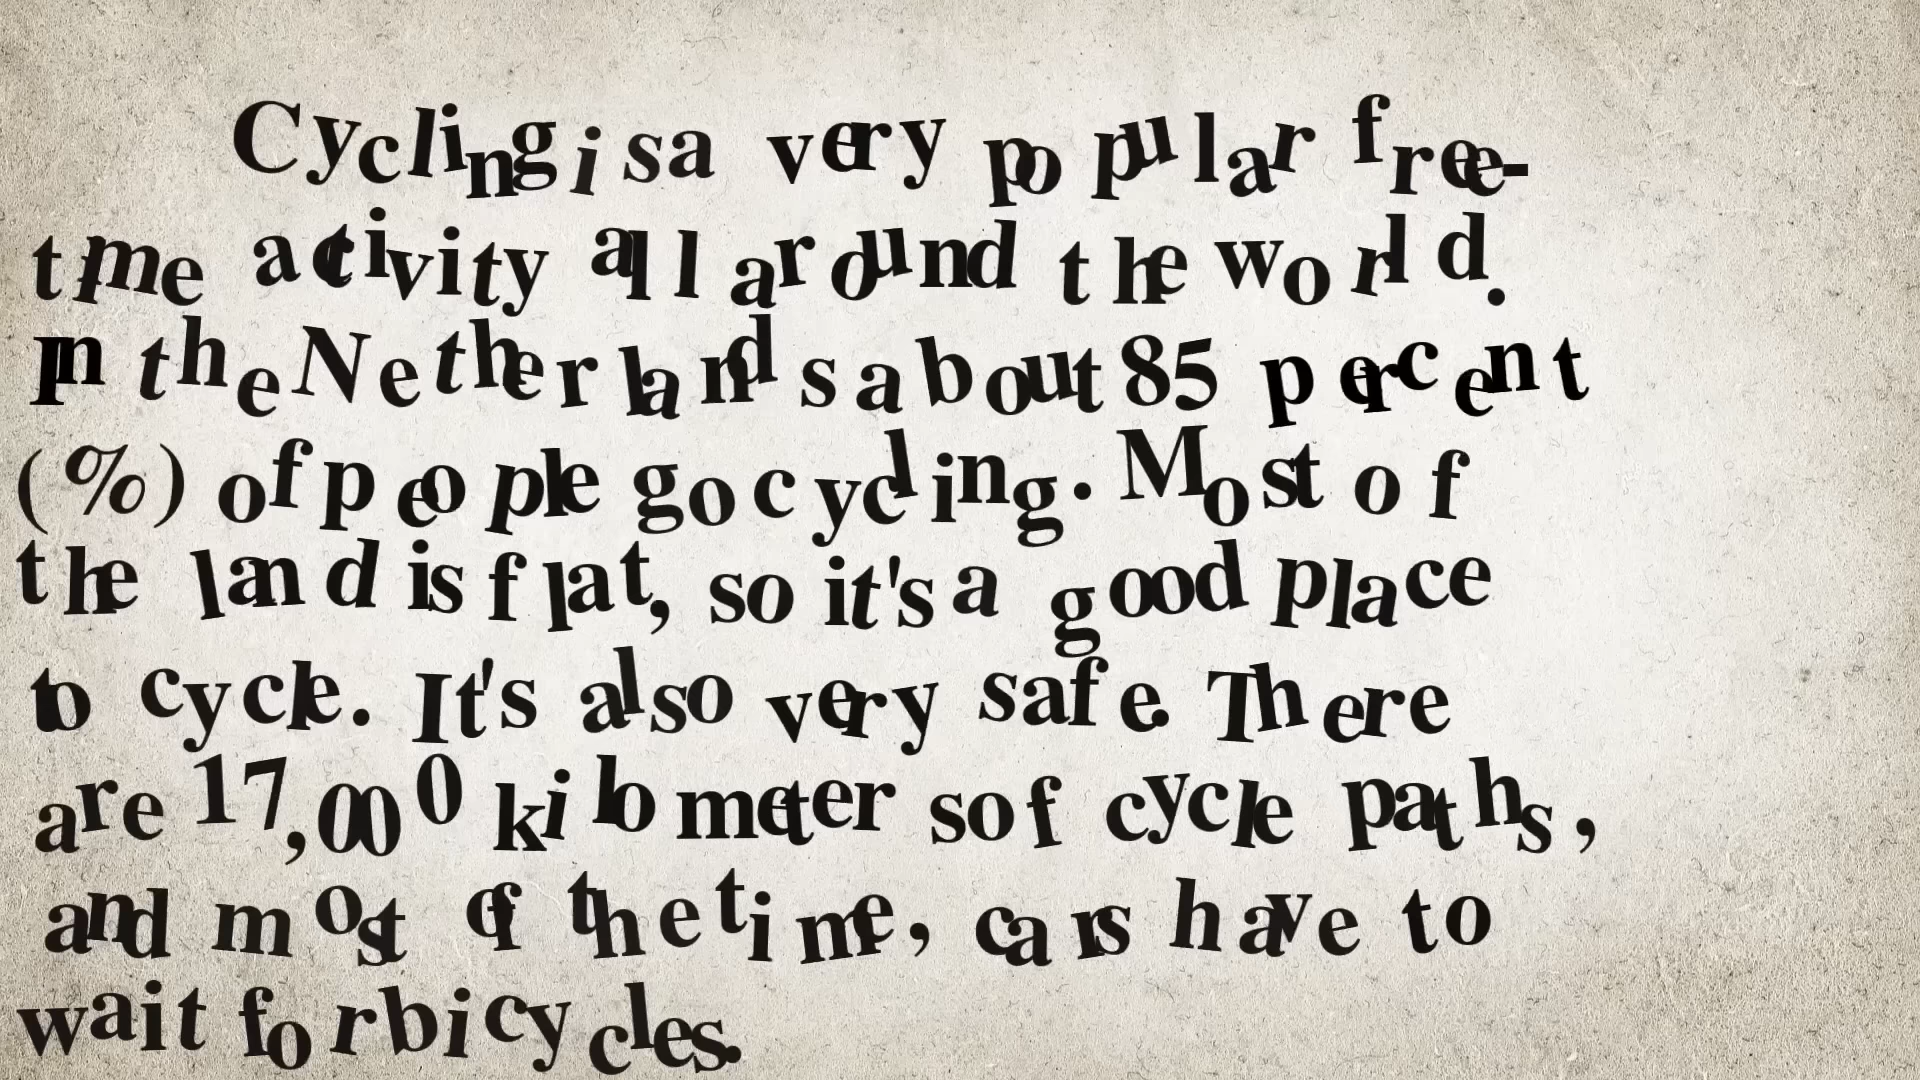 Cycling is a very popular free-
time activity all around the world.
In the Netherlands about 85 percent
(%) of people go cycling. Most of
the land is flat, so it's a good place
to cycle. It's also very safe. There
are 17,000 kilometers of cycle paths,
and most of the time, cars have to
wait for bicycles.